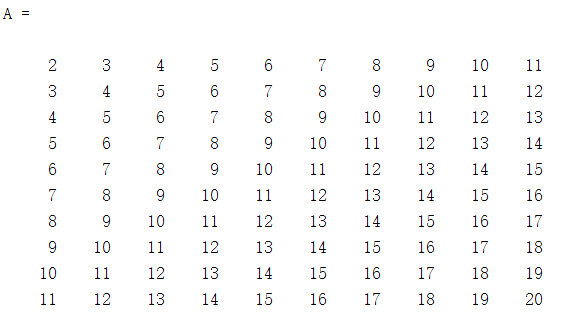 A =
2 3 4 5 6 7 8 9 10 11
3 4 5 6 7 8 9 10 11 12
4 5 6 7 8 9 10 11 12 13
5 6 7 8 9 10 11 12 13 14
6 7 8 9 10 11 12 13 14 15
7 8 9 10 11 12 13 14 15 16
8 9 10 11 12 13 14 15 16 17
9 10 11 12 13 14 15 16 17 18
10 11 12 13 14 15 16 17 18 19
11 12 13 14 15 16 17 18 19 20